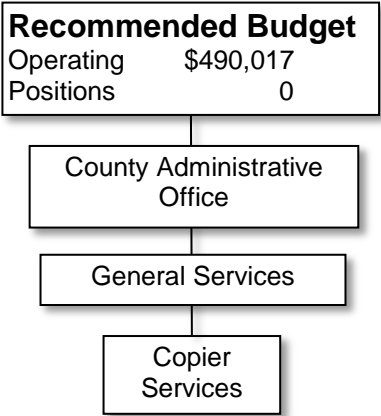 Recommended Budget
Operating $490,017
Positions 0
County Administrative
Office
General Services
Copier
Services